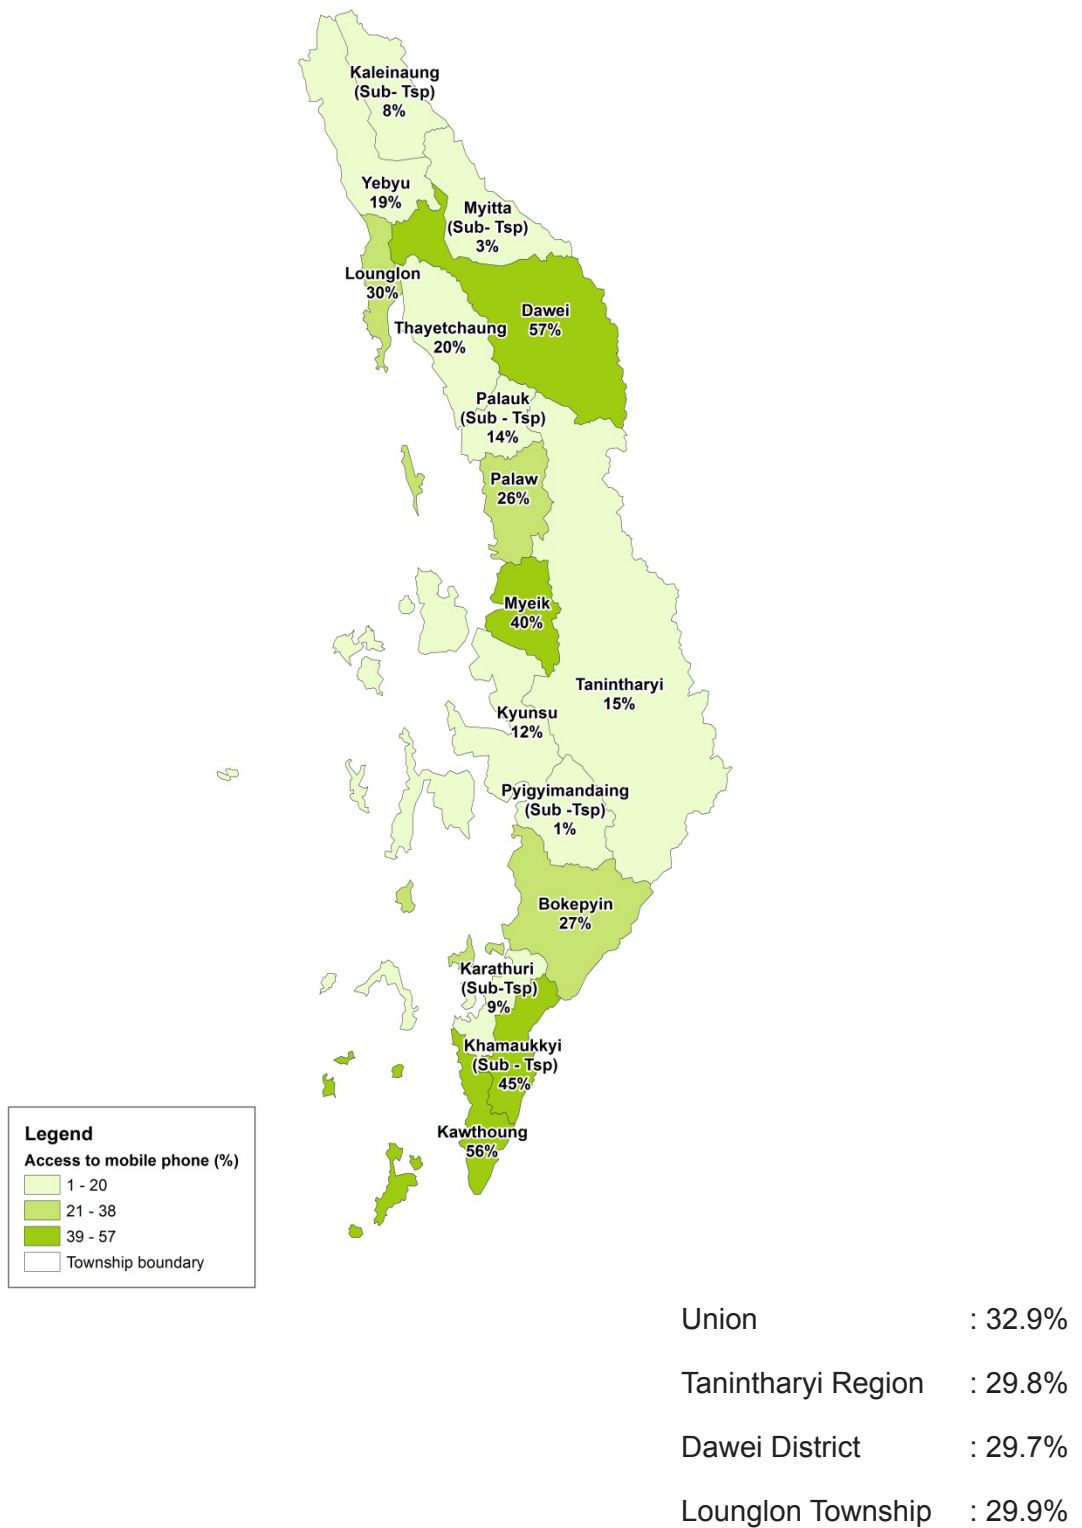 Kaleinaung
(Sub- Tsp)
8%
Yebyu
19%
Myitta
(Sub- Tsp)
3%
Lounglon
30%
Dawei
57%
Thayetchaung
20%
Palauk
(Sub - Tsp)
14%
Palaw
26%
Myeik
40%
Tanintharyi
15%
Kyunsu
12%
Pyigyimandaing
(Sub -Tsp)
1%
Bokepyin
27%
Karathuri
(Sub-Tsp)
9%
Khamaukkyi
(Sub - Tsp)
45%
Kawthoung
56%
Legend
Access to mobile phone (%)
1 - 20
21 - 38
39 - 57
Township boundary
Union : 32.9%
Tanintharyi Region : 29.8%
Dawei District : 29.7%
Lounglon Township : 29.9%